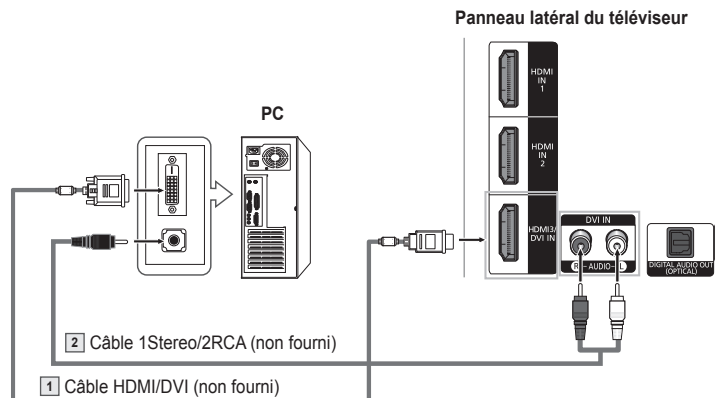 Panneau latéral du téléviseur
PC
HDMI
IN
1
HDMI
IN
2
HDMI3/
DVI IN
DVI IN
R - AUDIO - L
DIGITAL AUDIO OUT
(OPTICAL)
2 Câble 1Stereo/2RCA (non fourni)
1 Câble HDMI/DVI (non fourni)